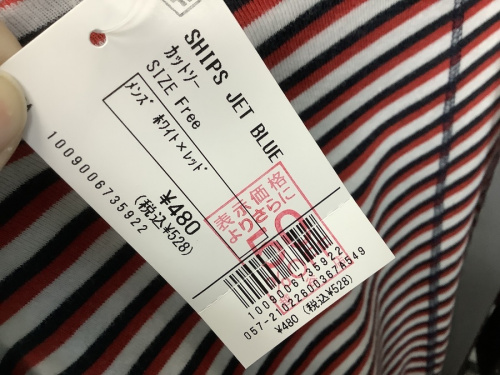 SHIPS JET BLUE
カットソー
SIZE Free
メンズ ホワイト×レッド
1009006735922
¥480
(税込¥528)
表示価格
よりさらに
1009006735922
057-210226003674549
¥480 (税込¥528)